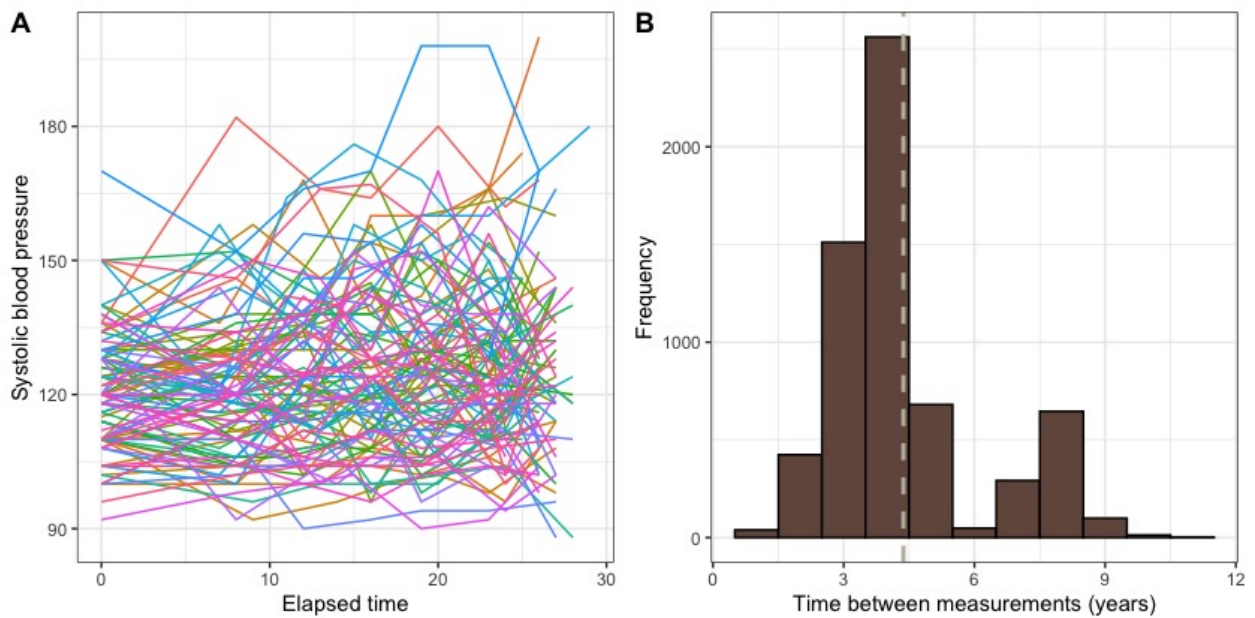 A
Systolic blood pressure
180
150
120
90
0
10
20
30
Elapsed time
B
Frequency
2000
1000
0
0
3
6
9
12
Time between measurements (years)